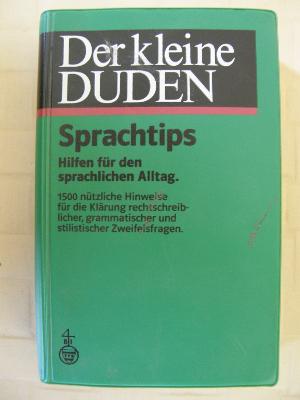 Der kleine
DUDEN
Sprachtips
Hilfen für den
sprachlichen Alltag.
1500 nützliche Hinweise
für die Klärung rechtschreib-
licher, grammatischer und
stilistischer Zweifelsfragen.